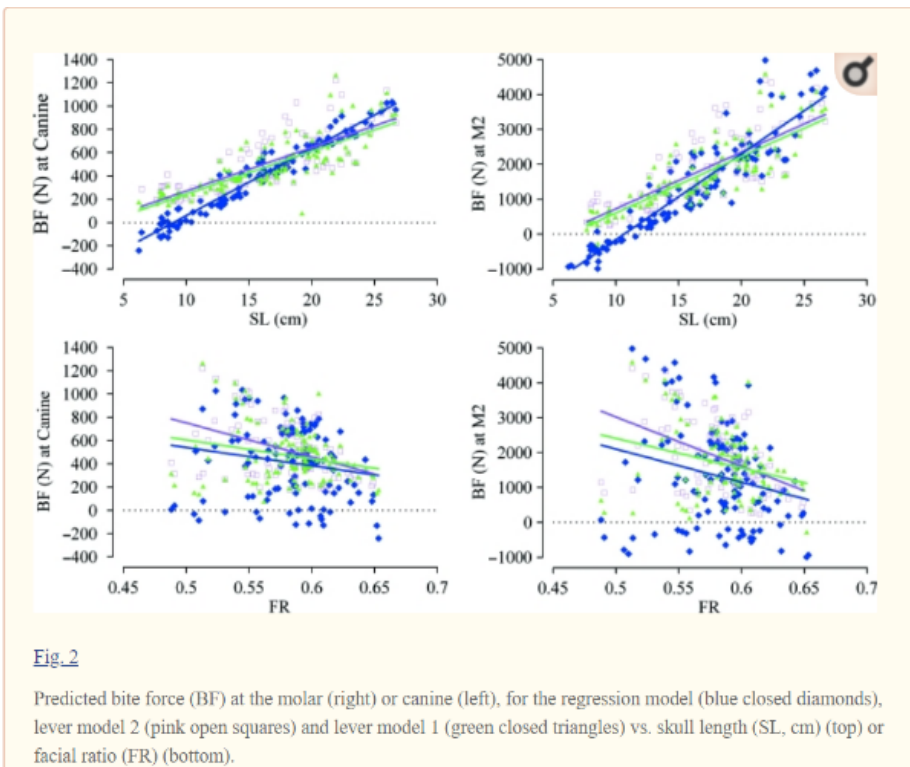 1400
1200
1000
800
600
400
200
0
−200
−400
BF (N) at Canine
5 10 15 20 25 30
SL (cm)
5000
4000
3000
2000
1000
0
−1000
BF (N) at M2
5 10 15 20 25 30
SL (cm)
1400
1200
1000
800
600
400
200
0
−200
−400
BF (N) at Canine
0.45 0.5 0.55 0.6 0.65 0.7
FR
5000
4000
3000
2000
1000
0
−1000
BF (N) at M2
0.45 0.5 0.55 0.6 0.65 0.7
FR
Fig. 2
Predicted bite force (BF) at the molar (right) or canine (left), for the regression model (blue closed diamonds),
lever model 2 (pink open squares) and lever model 1 (green closed triangles) vs. skull length (SL, cm) (top) or
facial ratio (FR) (bottom).